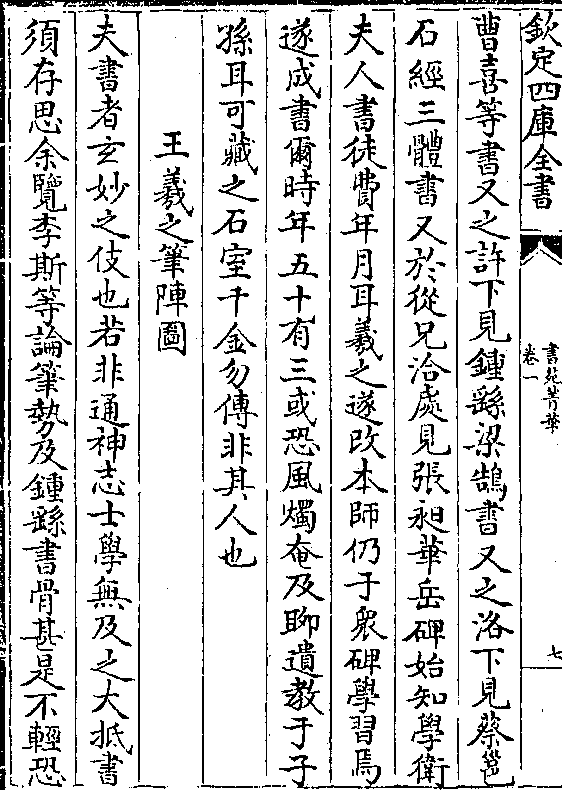 欽定四庫全書
書苑菁華
卷一
七
曹喜等書又之許下見鍾繇梁鵠書又之洛下見蔡邕
石經三體書又於從兄洽處見張昶華岳碑始知學衛
夫人書徒費年月耳羲之遂改本師仍于衆碑學習焉
遂成書爾時年五十有三或恐風燭奄及聊遺教于子
孫耳可藏之石室千金勿傳非其人也
王羲之筆陣圖
夫書者玄妙之伎也若非通神志士學無及之大抵書
須存思余覽李斯等論筆勢及鍾繇書骨甚是不輕恐